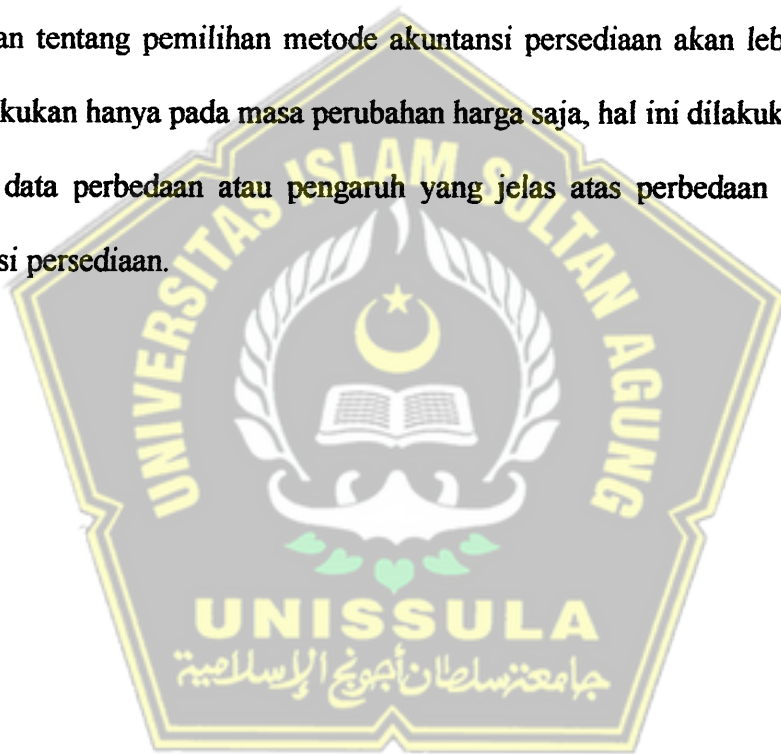 an tentang pemilihan metode akuntansi persediaan akan leb
kukan hanya pada masa perubahan harga saja, hal ini dilakuk
data perbedaan atau pengaruh yang jelas atas perbedaan
si persediaan.
UNIVERSITAS ISLAM SULTAN AGUNG
UNISSULA
جامعة سلطان أجونج الإسلامية